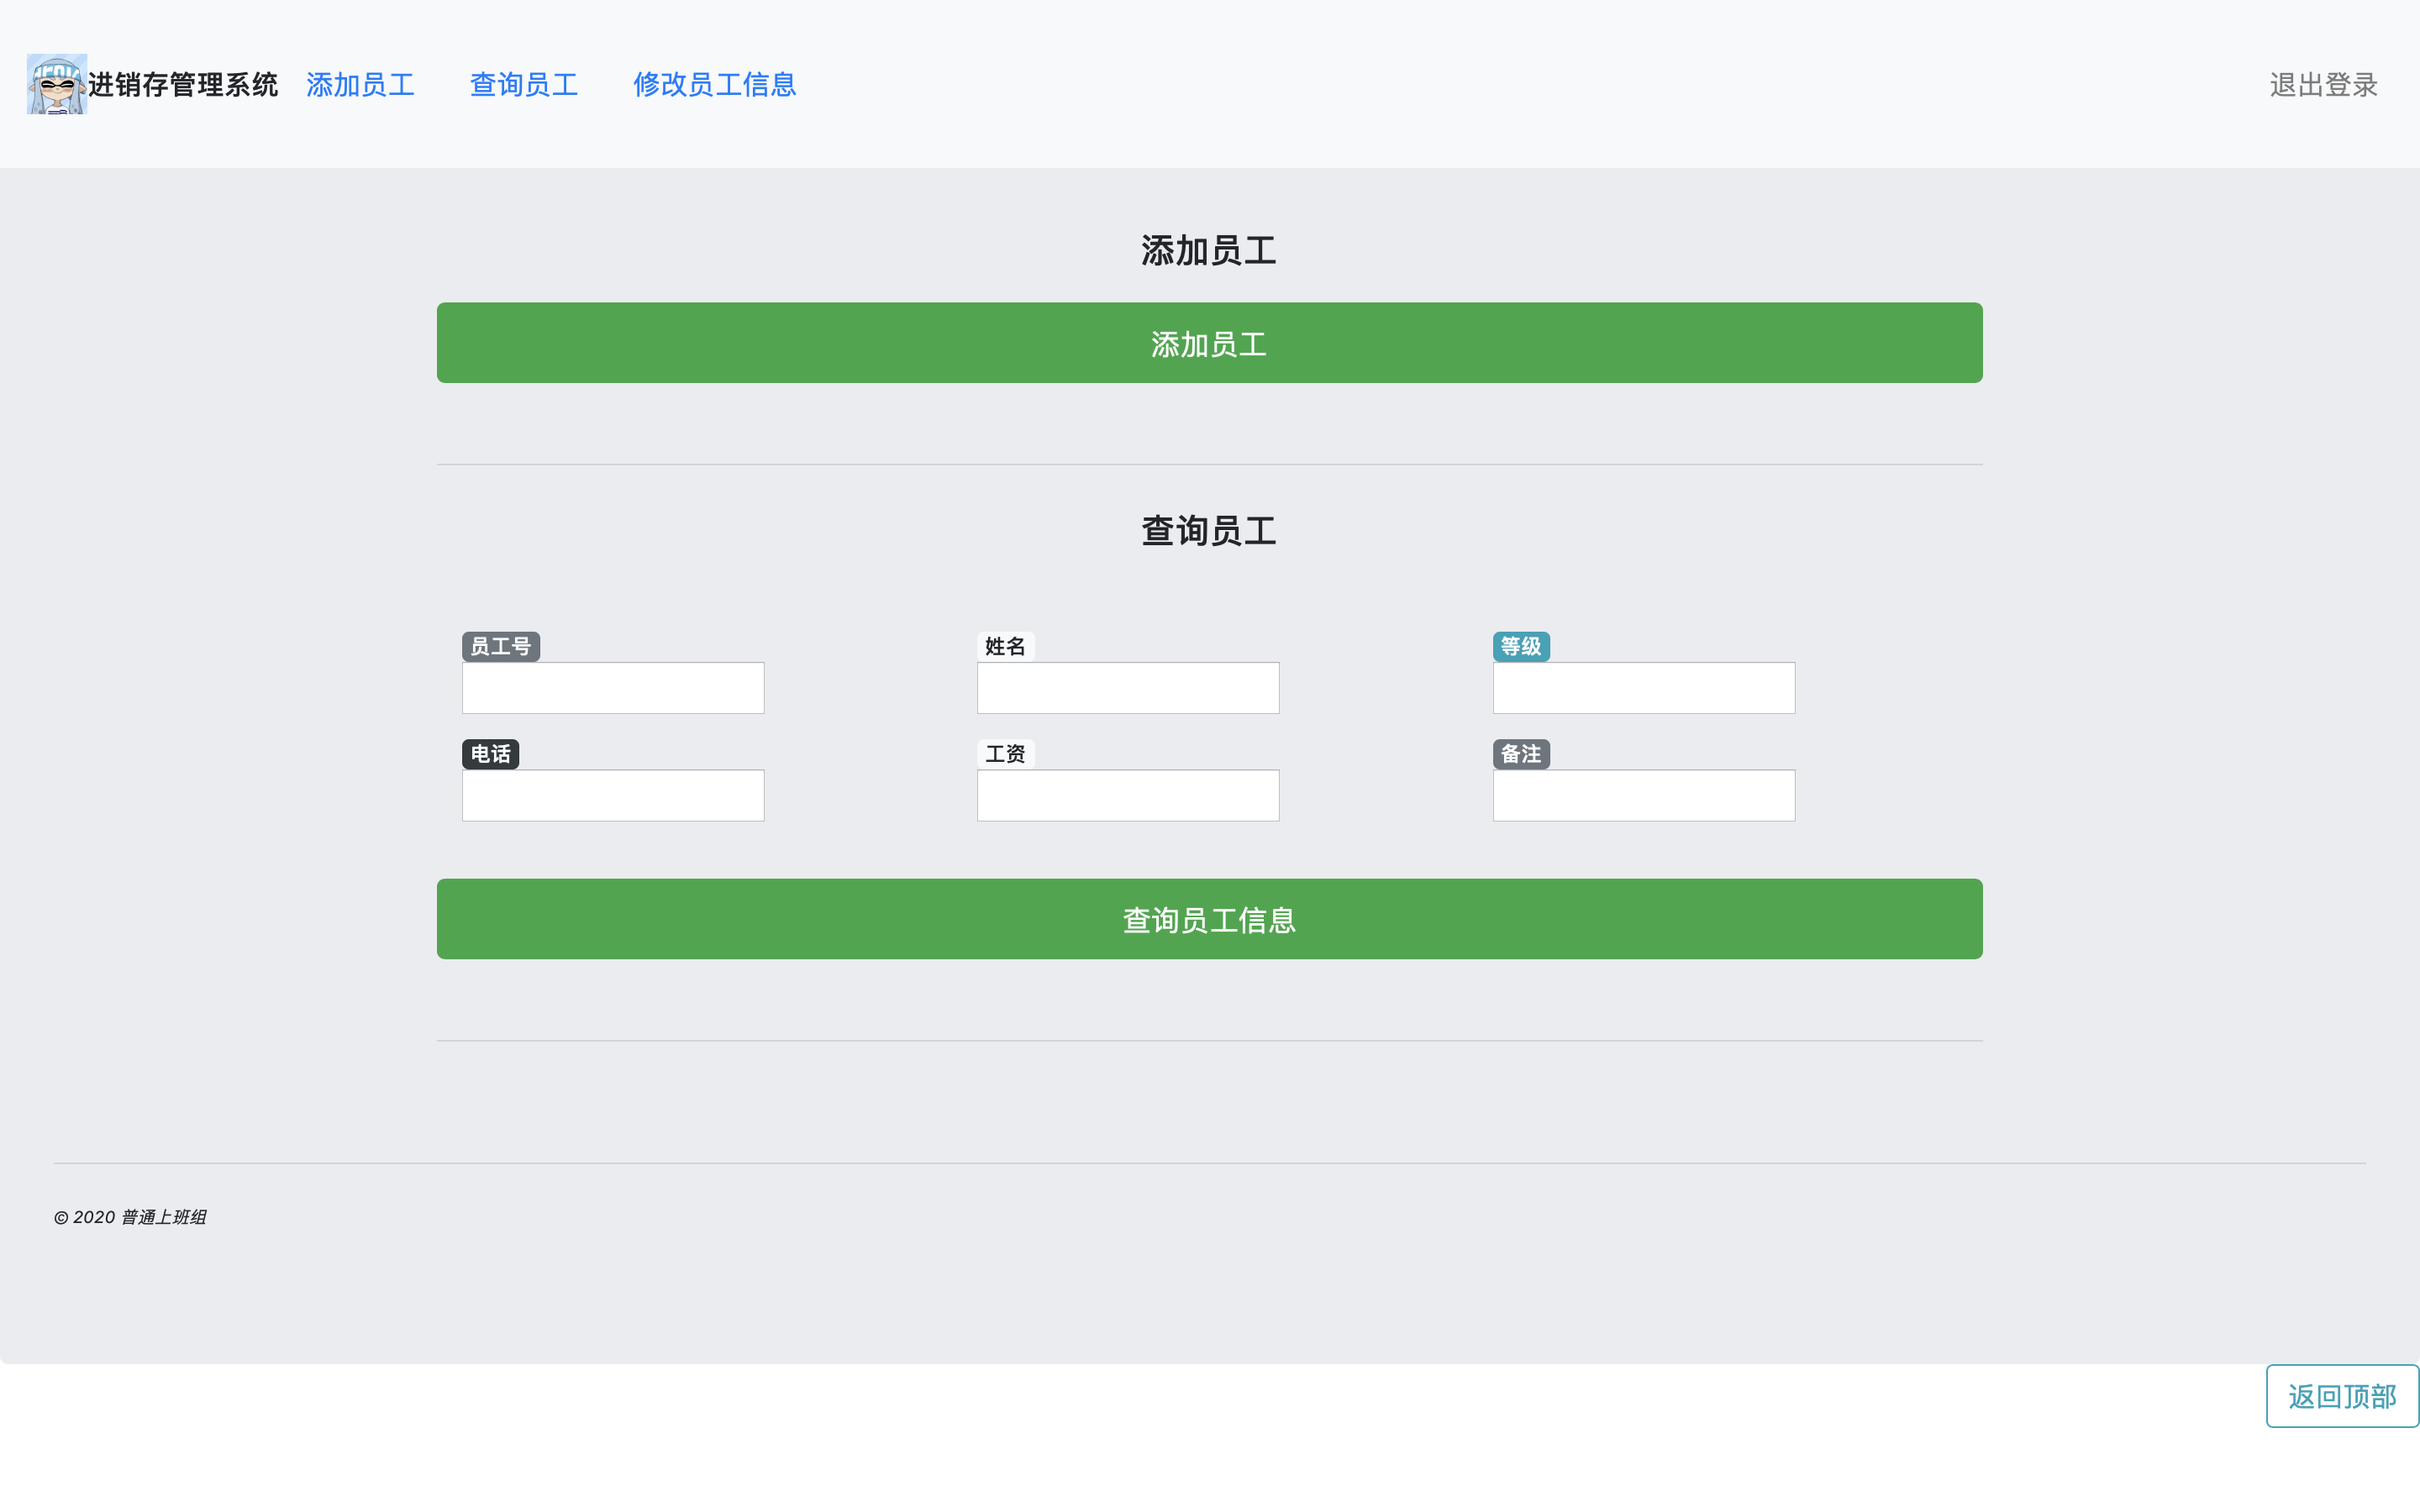 进销存管理系统 添加员工 查询员工 修改员工信息 退出登录
添加员工
添加员工
查询员工
员工号 姓名 等级
电话 工资 备注
查询员工信息
© 2020 普通上班组
返回顶部